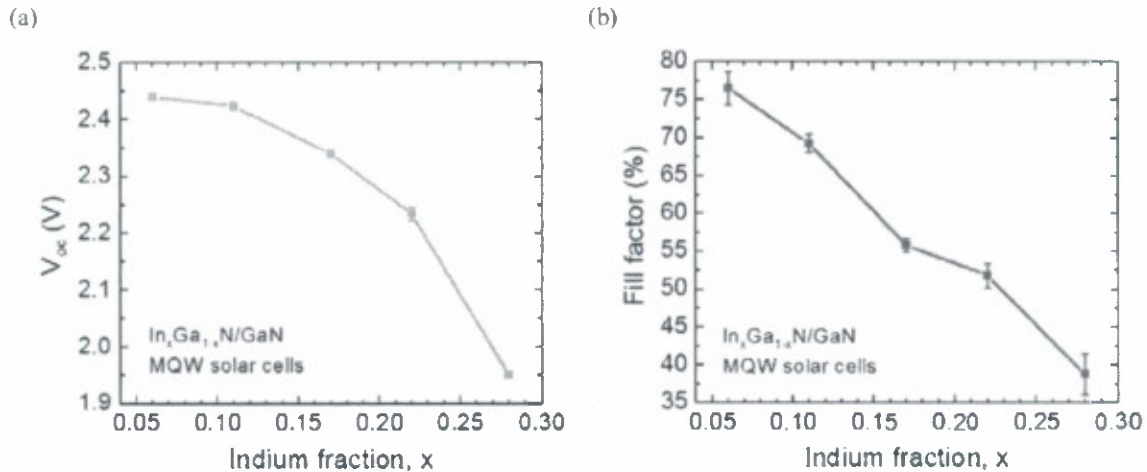 (a)
2.5
2.4
2.3
2.2
2.1
2.0
1.9
V_oc (V)
In_xGa_1-xN/GaN
MQW solar cells
0.05 0.10 0.15 0.20 0.25 0.30
Indium fraction, x
(b)
80
75
70
65
60
55
50
45
40
35
Fill factor (%)
In_xGa_1-xN/GaN
MQW solar cells
0.05 0.10 0.15 0.20 0.25 0.30
Indium fraction, x